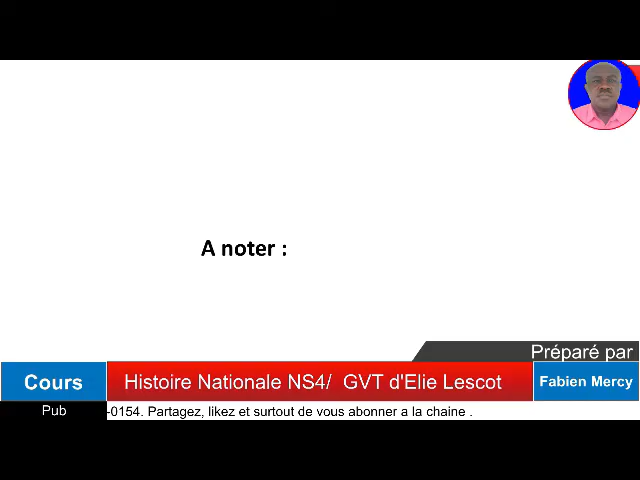 A noter :
Préparé par
Cours
Histoire Nationale NS4/ GVT d'Elie Lescot
Fabien Mercy
Pub
-0154. Partagez, likez et surtout de vous abonner a la chaine .